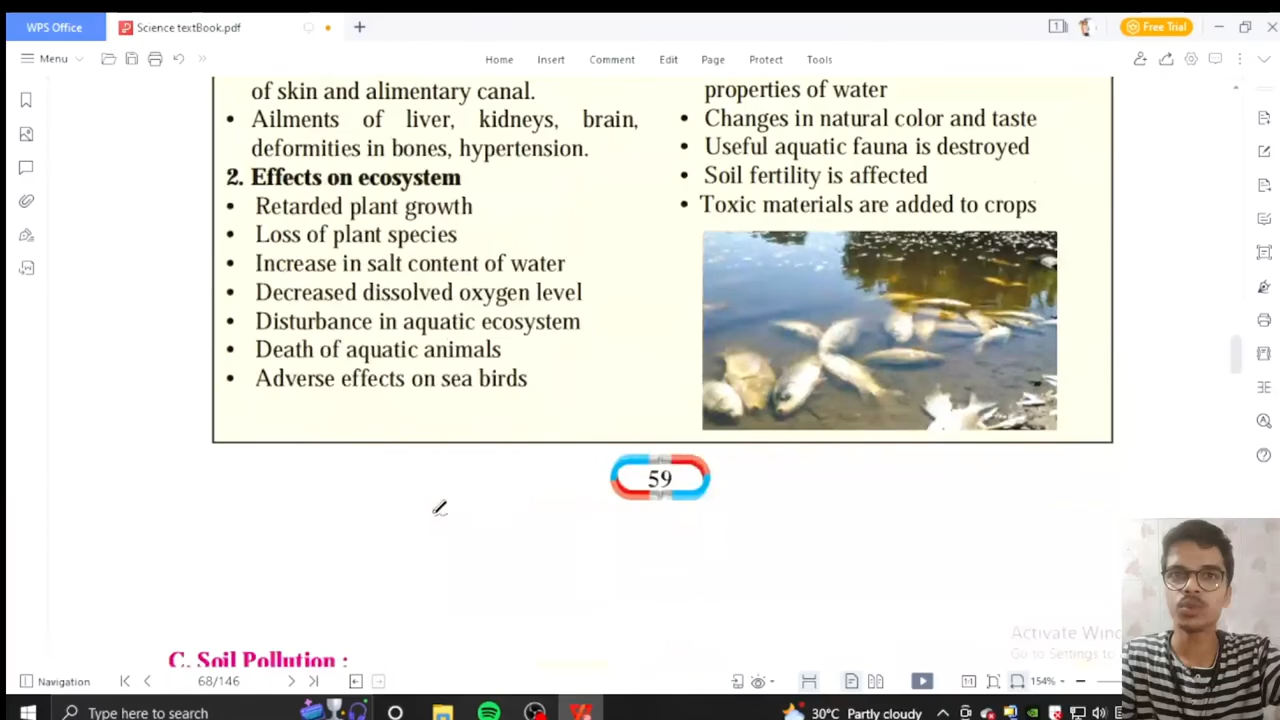 WPS Office
Science textBook.pdf
Free Trial
Menu
Home
Insert
Comment
Edit
Page
Protect
Tools
of skin and alimentary canal.
• Ailments of liver, kidneys, brain,
deformities in bones, hypertension.
2. Effects on ecosystem
• Retarded plant growth
• Loss of plant species
• Increase in salt content of water
• Decreased dissolved oxygen level
• Disturbance in aquatic ecosystem
• Death of aquatic animals
• Adverse effects on sea birds
properties of water
• Changes in natural color and taste
• Useful aquatic fauna is destroyed
• Soil fertility is affected
• Toxic materials are added to crops
59
C. Soil Pollution :
Activate Wind
Go to Settings to
Navigation
68/146
154%
Type here to search
30°C Partly cloudy